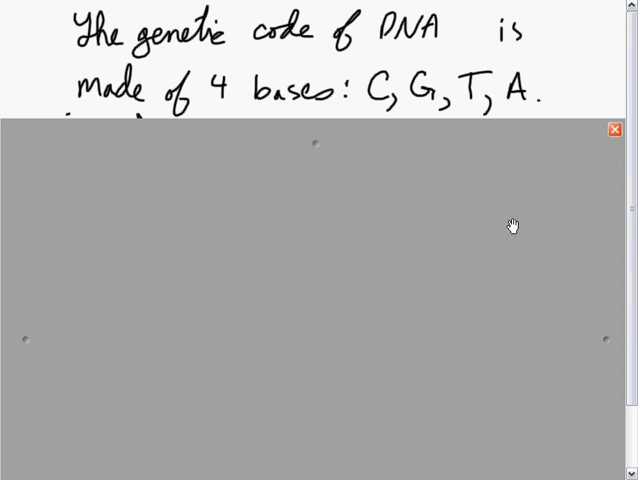 The genetic code of DNA is
made of 4 bases: C, G, T, A.